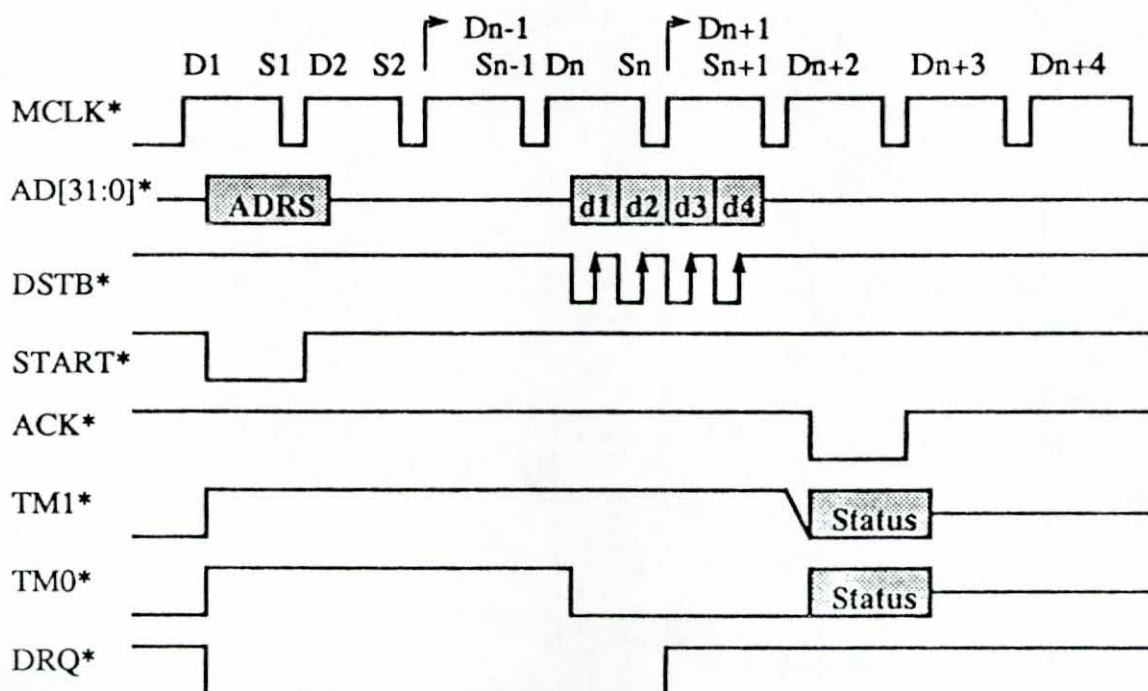 Dn-1 Dn+1
D1 S1 D2 S2 Sn-1 Dn Sn Sn+1 Dn+2 Dn+3 Dn+4
MCLK*
AD[31:0]* ADRS d1 d2 d3 d4
DSTB*
START*
ACK*
TM1* Status
TM0* Status
DRQ*